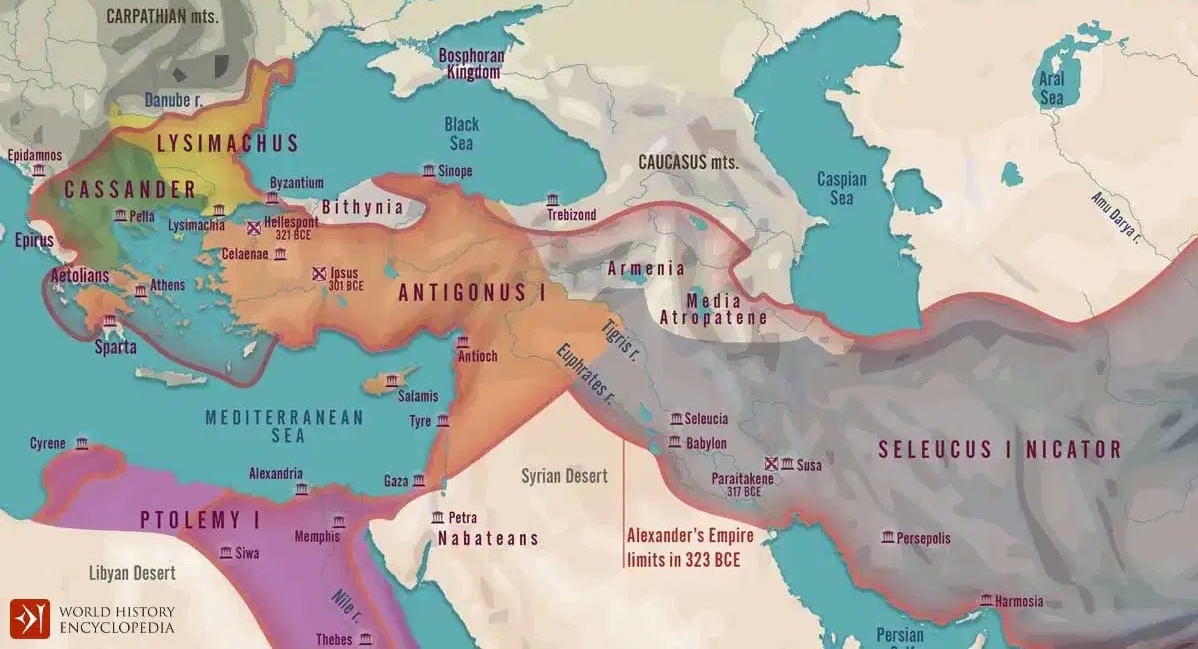 CARPATHIAN mts.
Bosphoran
Kingdom
Aral
Sea
Danube r.
Black
Sea
LYSIMACHUS
Epidamnos
CAUCASUS mts.
Sinope
Caspian
Sea
CASSANDER
Byzantium
Bithynia
Trebizond
Pella
Lysimachia
Hellespont
321 BCE
Amu Darya r.
Epirus
Celaenae
Armenia
Aetolians
Athens
Ipsus
301 BCE
ANTIGONUS I
Media
Atropatene
Sparta
Tigris r.
Antioch
Euphrates r.
Salamis
MEDITERRANEAN
SEA
Tyre
Seleucia
Cyrene
Babylon
SELEUCUS I NICATOR
Alexandria
Gaza
Syrian Desert
Susa
Paraitakene
317 BCE
PTOLEMY I
Petra
Memphis
Nabateans
Alexander's Empire
limits in 323 BCE
Persepolis
Siwa
Libyan Desert
Nile r.
Harmosia
WORLD HISTORY
ENCYCLOPEDIA
Thebes
Persian